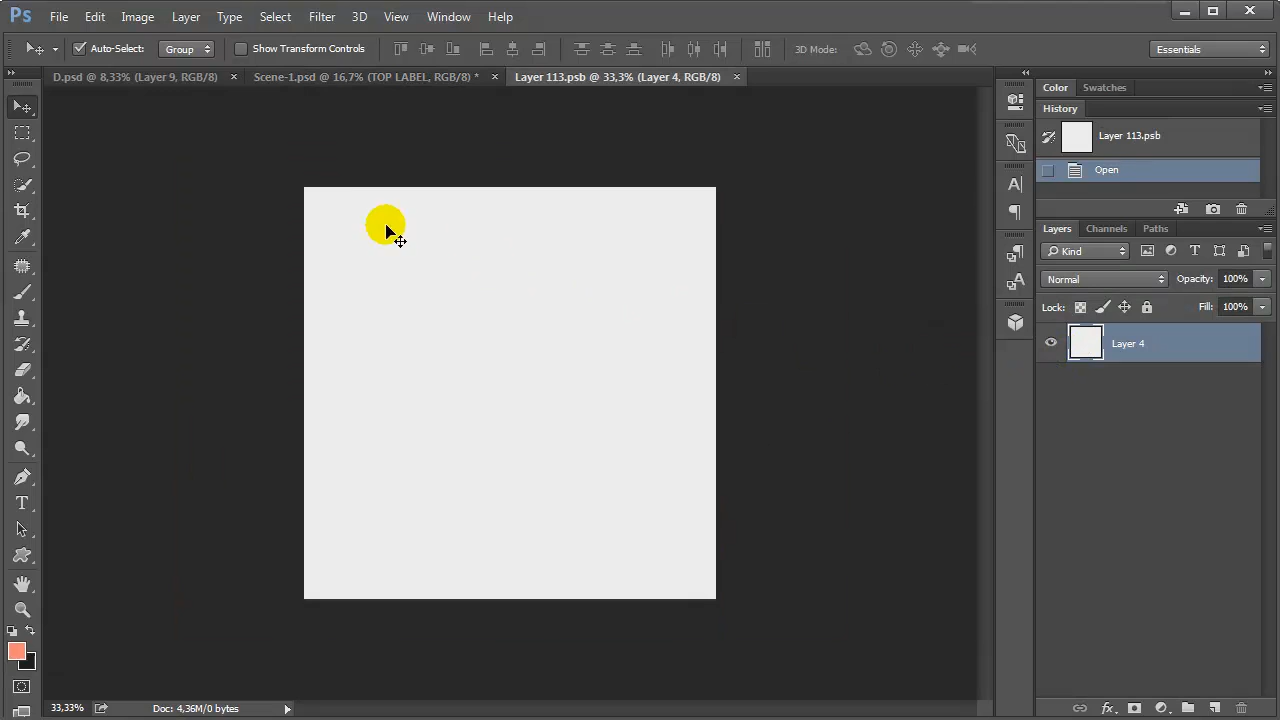 Ps File Edit Image Layer Type Select Filter 3D View Window Help
Auto-Select: Group Show Transform Controls 3D Mode: Essentials
D.psd @ 8,33% (Layer 9, RGB/8) × Scene-1.psd @ 16,7% (TOP LABEL, RGB/8) * × Layer 113.psb @ 33,3% (Layer 4, RGB/8) ×
Color Swatches
History
Layer 113.psb
Open
Layers Channels Paths
Kind
Normal Opacity: 100%
Lock: Fill: 100%
Layer 4
33,33% Doc: 4,36M/0 bytes